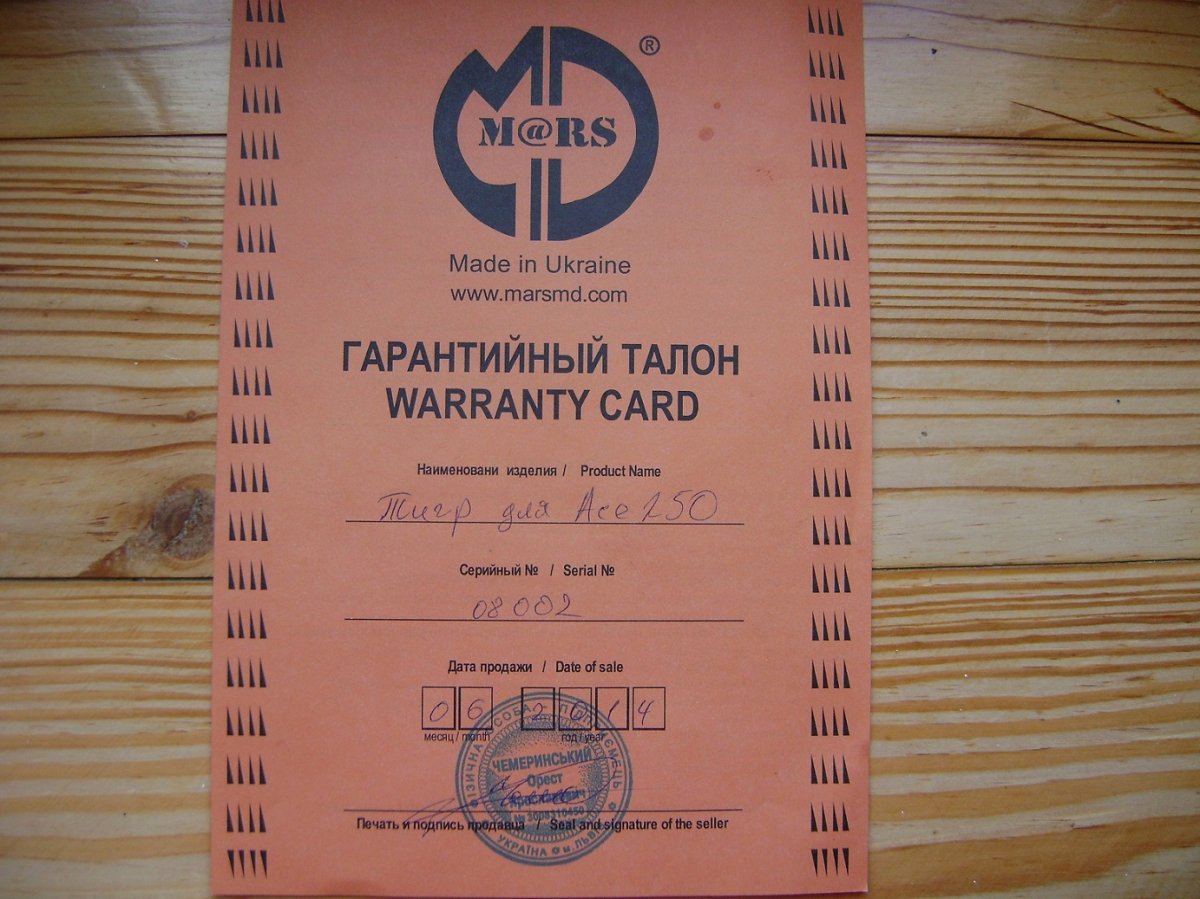 ®
M@RS
Made in Ukraine
www.marsmd.com
ГАРАНТИЙНЫЙ ТАЛОН
WARRANTY CARD
Наименовани изделия / Product Name
Тигр для Ace 250
Серийный № / Serial №
08002
Дата продажи / Date of sale
06 2014
месяц / month год / year
ЧЕМЕРИНСЬКИЙ
Орест
Печать и подпись продавца / Seal and signature of the seller
УКРАЇНА